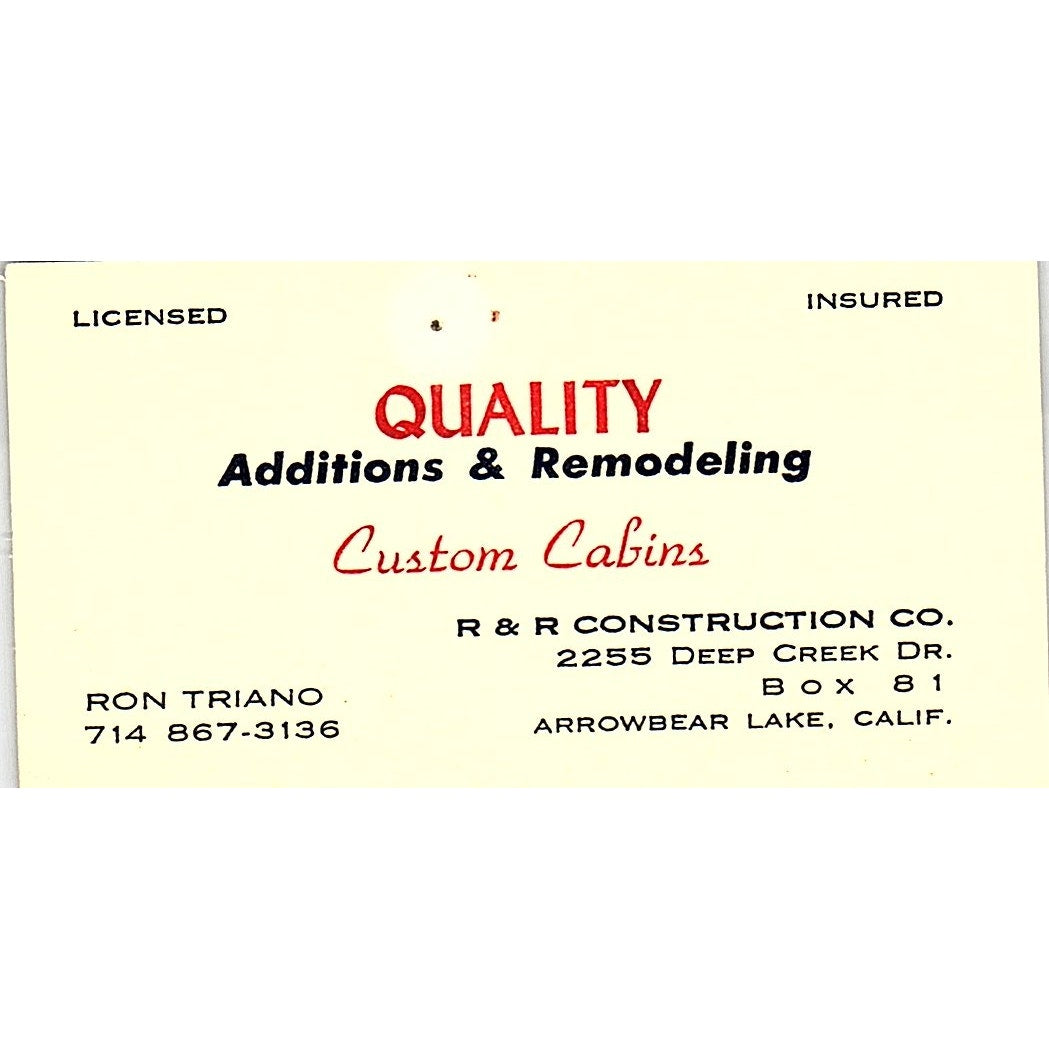 LICENSED
INSURED
QUALITY
Additions & Remodeling
Custom Cabins
R & R CONSTRUCTION CO.
2255 DEEP CREEK DR.
BOX 81
ARROWBEAR LAKE, CALIF.
RON TRIANO
714 867-3136